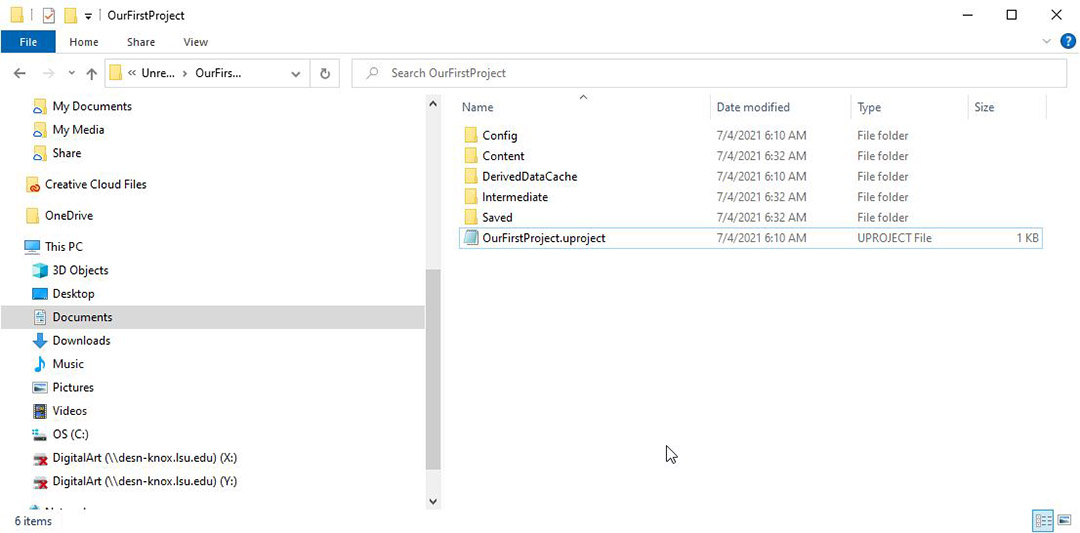 OurFirstProject
File Home Share View
« Unre... › OurFirs... Search OurFirstProject
My Documents
My Media
Share
Creative Cloud Files
OneDrive
This PC
3D Objects
Desktop
Documents
Downloads
Music
Pictures
Videos
OS (C:)
DigitalArt (\\desn-knox.lsu.edu) (X:)
DigitalArt (\\desn-knox.lsu.edu) (Y:)
Name Date modified Type Size
Config 7/4/2021 6:10 AM File folder
Content 7/4/2021 6:32 AM File folder
DerivedDataCache 7/4/2021 6:10 AM File folder
Intermediate 7/4/2021 6:32 AM File folder
Saved 7/4/2021 6:32 AM File folder
OurFirstProject.uproject 7/4/2021 6:10 AM UPROJECT File 1 KB
6 items